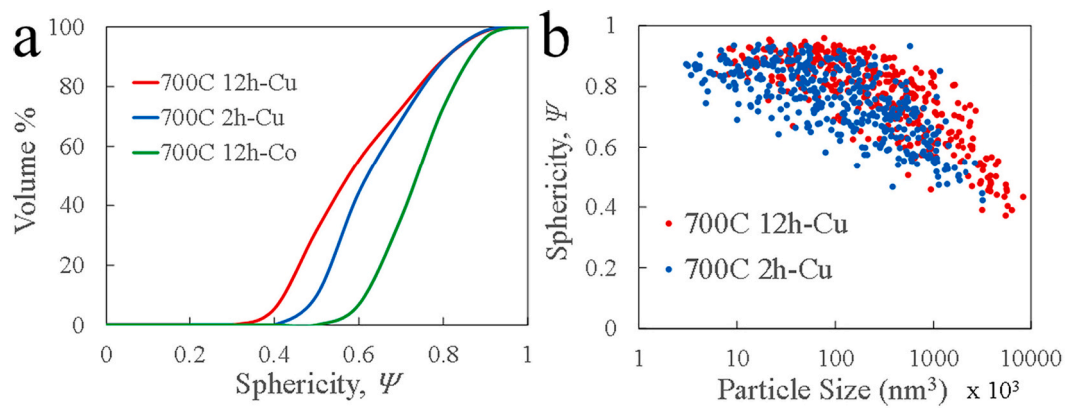 a
100
80
60
40
20
0
Volume %
700C 12h-Cu
700C 2h-Cu
700C 12h-Co
0 0.2 0.4 0.6 0.8 1
Sphericity, Ψ
b
1
0.8
0.6
0.4
0.2
0
Sphericity, Ψ
700C 12h-Cu
700C 2h-Cu
1 10 100 1000 10000
Particle Size (nm³) x 10³